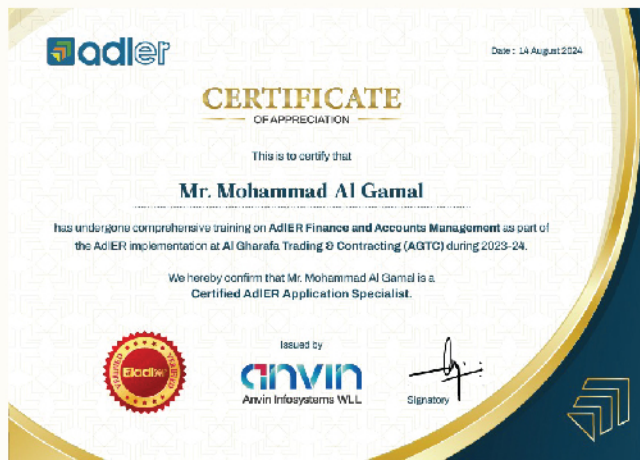 adlER
Date : 14 August 2024
CERTIFICATE
OF APPRECIATION
This is to certify that
Mr. Mohammad Al Gamal
has undergone comprehensive training on AdlER Finance and Accounts Management as part of
the AdlER implementation at Al Gharafa Trading & Contracting (AGTC) during 2023-24.
We hereby confirm that Mr. Mohammad Al Gamal is a
Certified AdlER Application Specialist.
VERIFIED
VERIFIED
Issued by
anvin
Anvin Infosystems WLL
Signatory